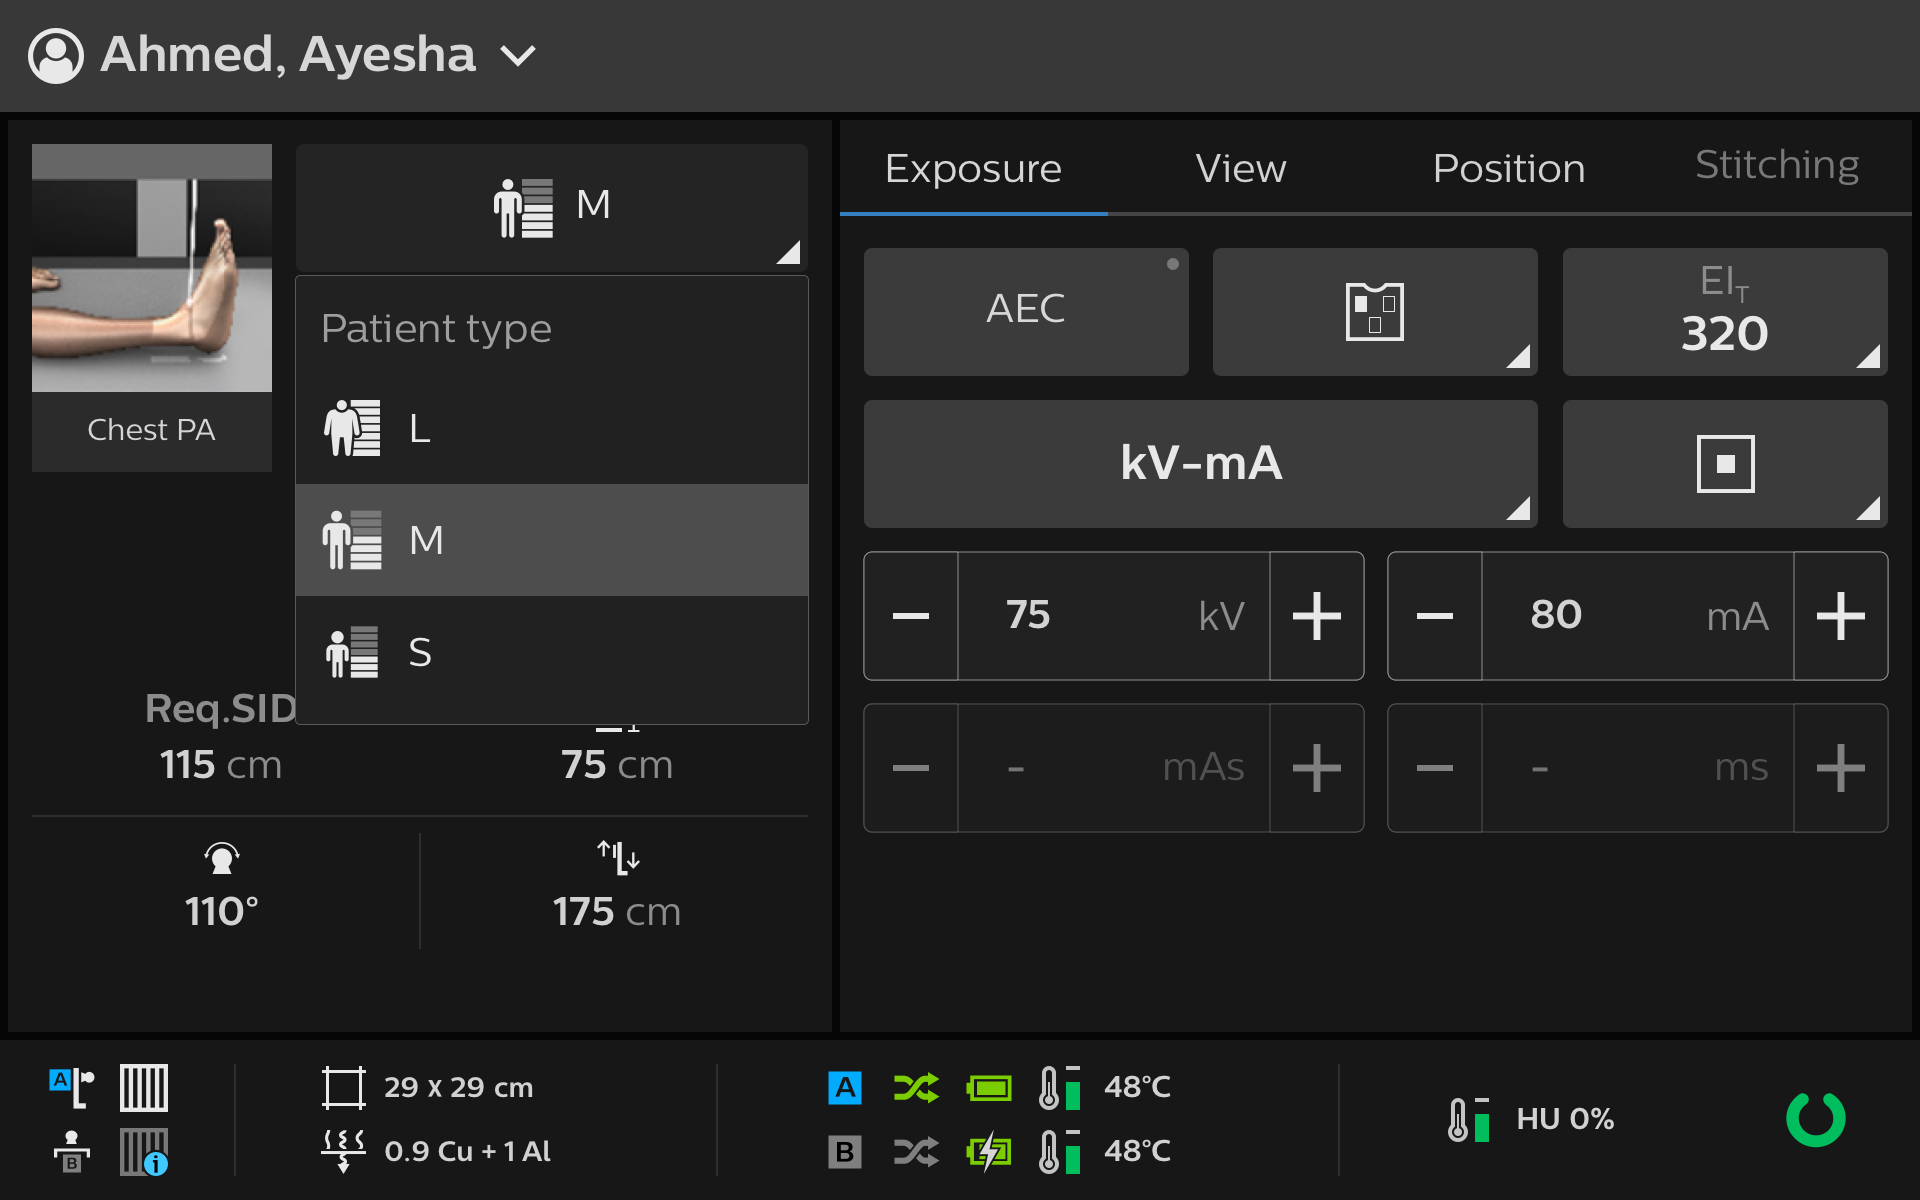 Ahmed, Ayesha
M
Chest PA
Patient type
L
M
S
Req.SID
115 cm
75 cm
110°
175 cm
Exposure
View
Position
Stitching
AEC
EIT
320
kV-mA
75 kV
80 mA
- mAs
- ms
A
B
29 x 29 cm
0.9 Cu + 1 Al
A 48°C
B 48°C
HU 0%